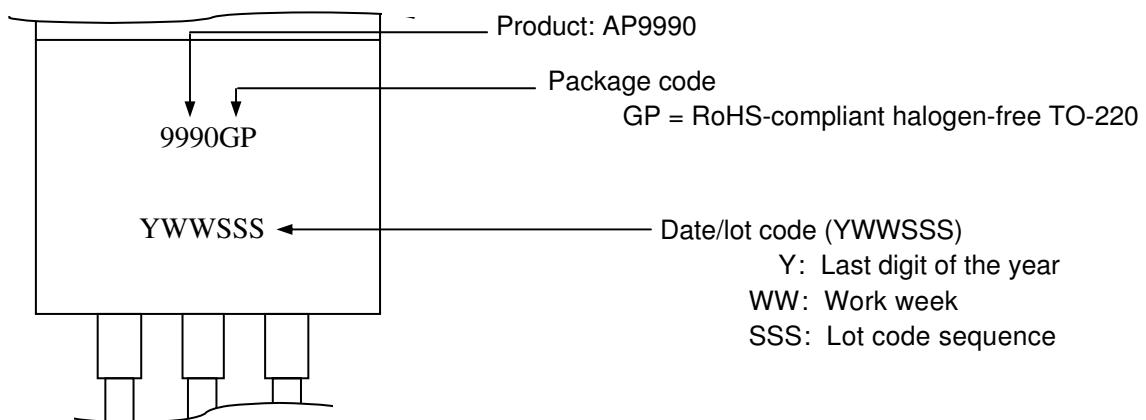 Product: AP9990
Package code
GP = RoHS-compliant halogen-free TO-220
9990GP
YWWSSS
Date/lot code (YWWSSS)
Y: Last digit of the year
WW: Work week
SSS: Lot code sequence